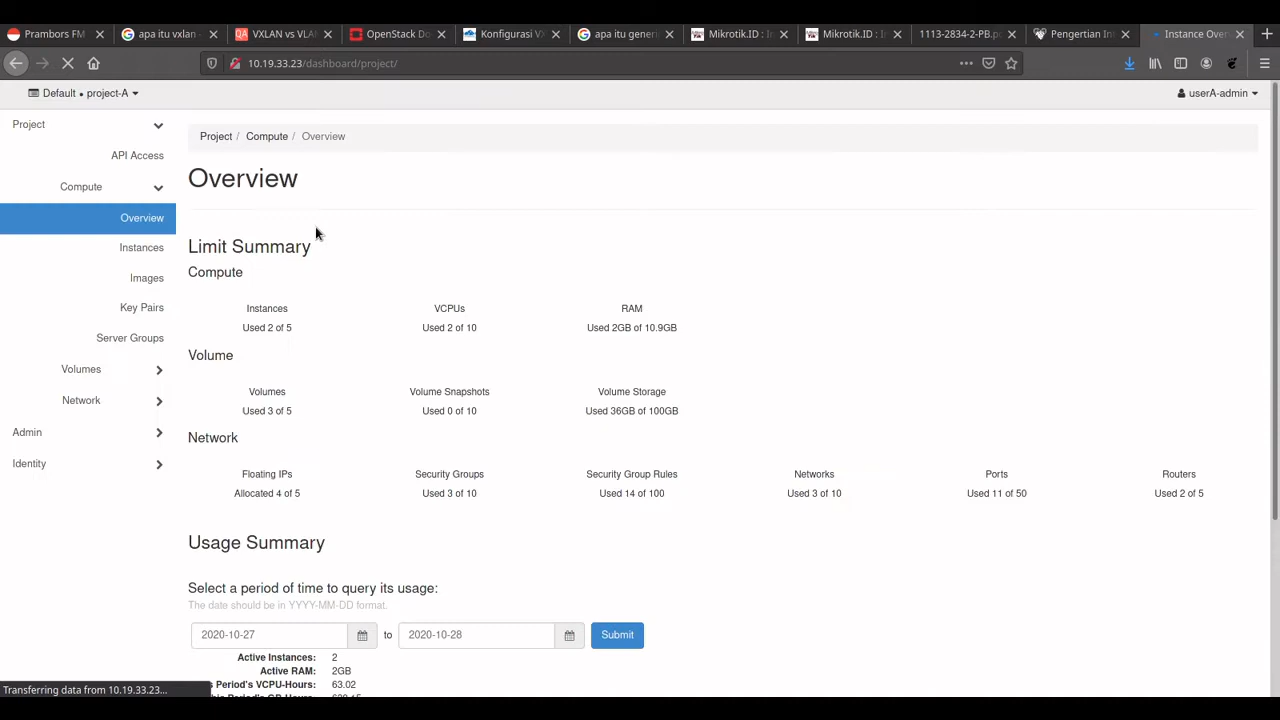 Prambors FM
apa itu vxlan -
VXLAN vs VLA
OpenStack Do
Konfigurasi VX
apa itu generi
Mikrotik.ID : I
Mikrotik.ID : I
1113-2834-2-PB.p
Pengertian In
Instance Over
10.19.33.23/dashboard/project/
Default • project-A
userA-admin
Project
API Access
Compute
Overview
Instances
Images
Key Pairs
Server Groups
Volumes
Network
Admin
Identity
Project / Compute / Overview
Overview
Limit Summary
Compute
Instances VCPUs RAM
Used 2 of 5 Used 2 of 10 Used 2GB of 10.9GB
Volume
Volumes Volume Snapshots Volume Storage
Used 3 of 5 Used 0 of 10 Used 36GB of 100GB
Network
Floating IPs Security Groups Security Group Rules Networks Ports Routers
Allocated 4 of 5 Used 3 of 10 Used 14 of 100 Used 3 of 10 Used 11 of 50 Used 2 of 5
Usage Summary
Select a period of time to query its usage:
The date should be in YYYY-MM-DD format.
2020-10-27 to 2020-10-28 Submit
Active Instances: 2
Active RAM: 2GB
s Period's VCPU-Hours: 63.02
Transferring data from 10.19.33.23...